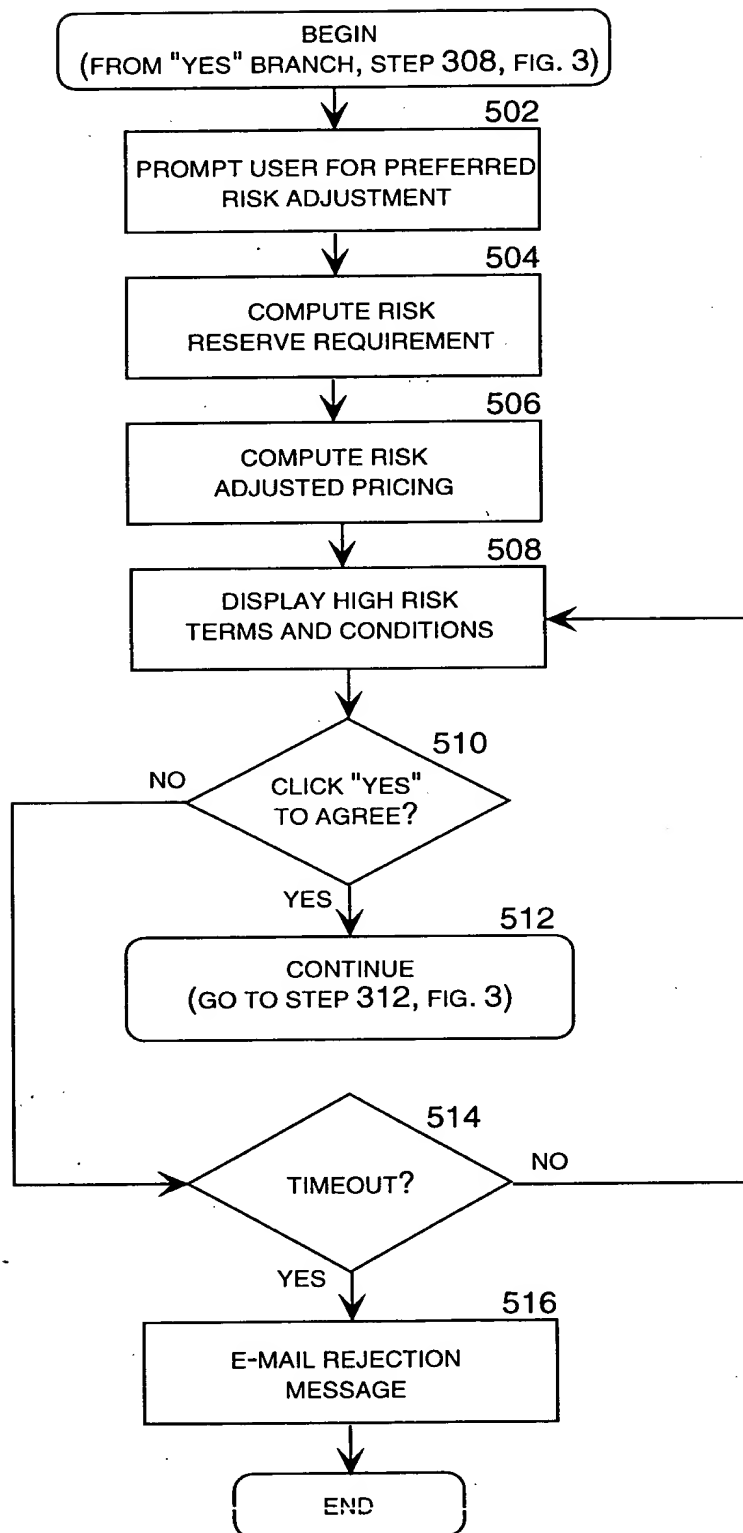 BEGIN
(FROM "YES" BRANCH, STEP 308, FIG. 3)
502
PROMPT USER FOR PREFERRED
RISK ADJUSTMENT
504
COMPUTE RISK
RESERVE REQUIREMENT
506
COMPUTE RISK
ADJUSTED PRICING
508
DISPLAY HIGH RISK
TERMS AND CONDITIONS
510
NO
CLICK "YES"
TO AGREE?
YES
512
CONTINUE
(GO TO STEP 312, FIG. 3)
514
TIMEOUT?
NO
YES
516
E-MAIL REJECTION
MESSAGE
END